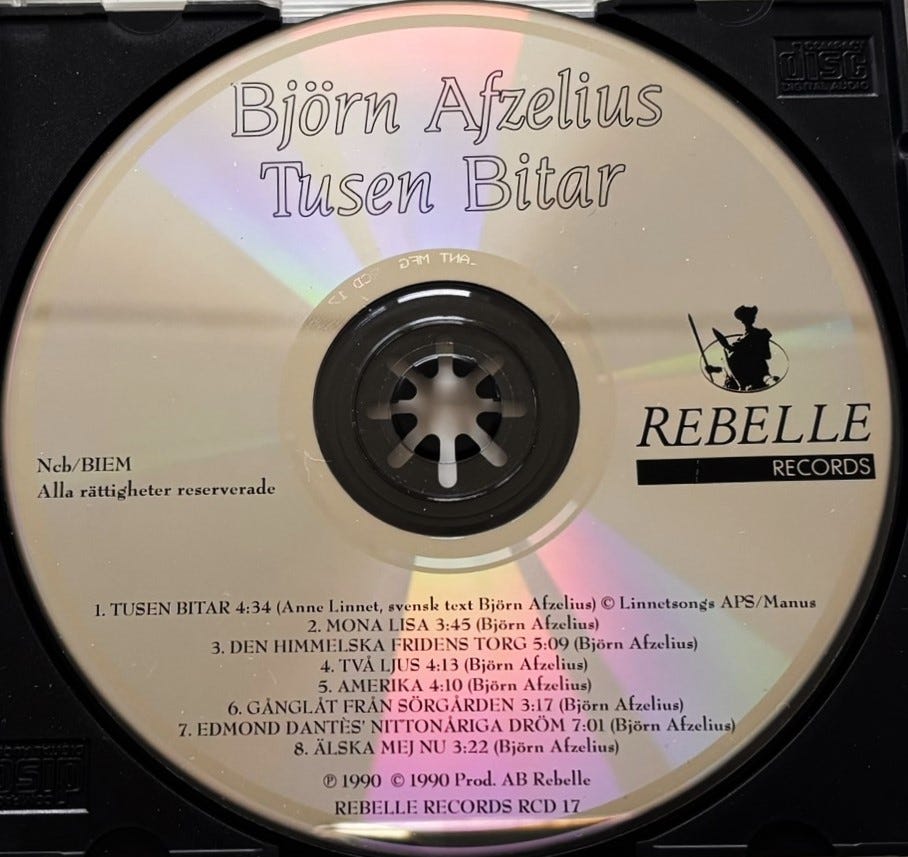 COMPACT
disc
DIGITAL AUDIO
Björn Afzelius
Tusen Bitar
REBELLE
RECORDS
Ncb/BIEM
Alla rättigheter reserverade
1. TUSEN BITAR 4:34 (Anne Linnet, svensk text Björn Afzelius) © Linnetsongs APS/Manus
2. MONA LISA 3:45 (Björn Afzelius)
3. DEN HIMMELSKA FRIDENS TORG 5:09 (Björn Afzelius)
4. TVÅ LJUS 4:13 (Björn Afzelius)
5. AMERIKA 4:10 (Björn Afzelius)
6. GÅNGLÅT FRÅN SÖRGÅRDEN 3:17 (Björn Afzelius)
7. EDMOND DANTÈS' NITTONÅRIGA DRÖM 7:01 (Björn Afzelius)
8. ÄLSKA MEJ NU 3:22 (Björn Afzelius)
℗ 1990 © 1990 Prod. AB Rebelle
REBELLE RECORDS RCD 17